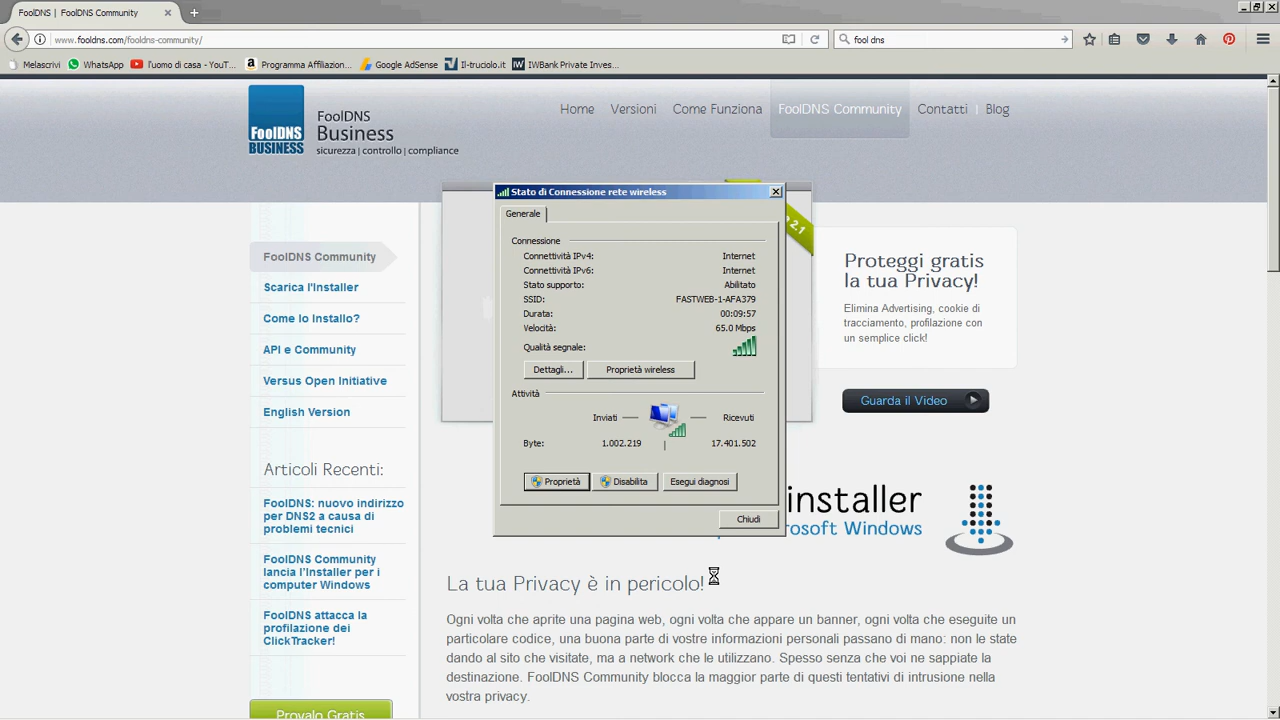 FoolDNS | FoolDNS Community
www.fooldns.com/fooldns-community/
fool dns
Melascrivi
WhatsApp
l'uomo di casa - YouT...
Programma Affiliazion...
Google AdSense
Il-truciolo.it
IWBank Private Inves...
FoolDNS
BUSINESS
FoolDNS
Business
sicurezza | controllo | compliance
Home
Versioni
Come Funziona
FoolDNS Community
Contatti
Blog
FoolDNS Community
Scarica l'Installer
Come lo Installo?
API e Community
Versus Open Initiative
English Version
Articoli Recenti:
FoolDNS: nuovo indirizzo
per DNS2 a causa di
problemi tecnici
FoolDNS Community
lancia l'Installer per i
computer Windows
FoolDNS attacca la
profilazione dei
ClickTracker!
Provalo Gratis
Stato di Connessione rete wireless
Generale
Connessione
Connettività IPv4: Internet
Connettività IPv6: Internet
Stato supporto: Abilitato
SSID: FASTWEB-1-AFA379
Durata: 00:09:57
Velocità: 65.0 Mbps
Qualità segnale:
Dettagli...
Proprietà wireless
Attività
Inviati
Ricevuti
Byte: 1.002.219 17.401.502
Proprietà
Disabilita
Esegui diagnosi
Chiudi
2.1
Proteggi gratis
la tua Privacy!
Elimina Advertising, cookie di
tracciamento, profilazione con
un semplice click!
Guarda il Video
installer
rosoft Windows
La tua Privacy è in pericolo!
Ogni volta che aprite una pagina web, ogni volta che appare un banner, ogni volta che eseguite un
particolare codice, una buona parte di vostre informazioni personali passano di mano: non le state
dando al sito che visitate, ma a network che le utilizzano. Spesso senza che voi ne sappiate la
destinazione. FoolDNS Community blocca la maggior parte di questi tentativi di intrusione nella
vostra privacy.